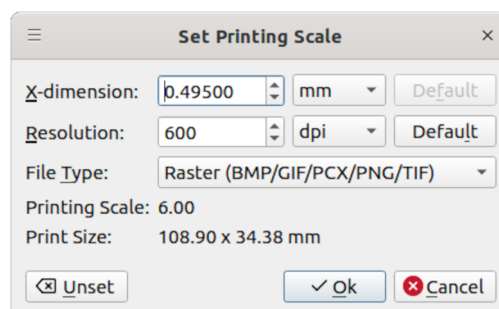 Set Printing Scale
X-dimension: 0.49500 mm Default
Resolution: 600 dpi Default
File Type: Raster (BMP/GIF/PCX/PNG/TIF)
Printing Scale: 6.00
Print Size: 108.90 x 34.38 mm
Unset Ok Cancel